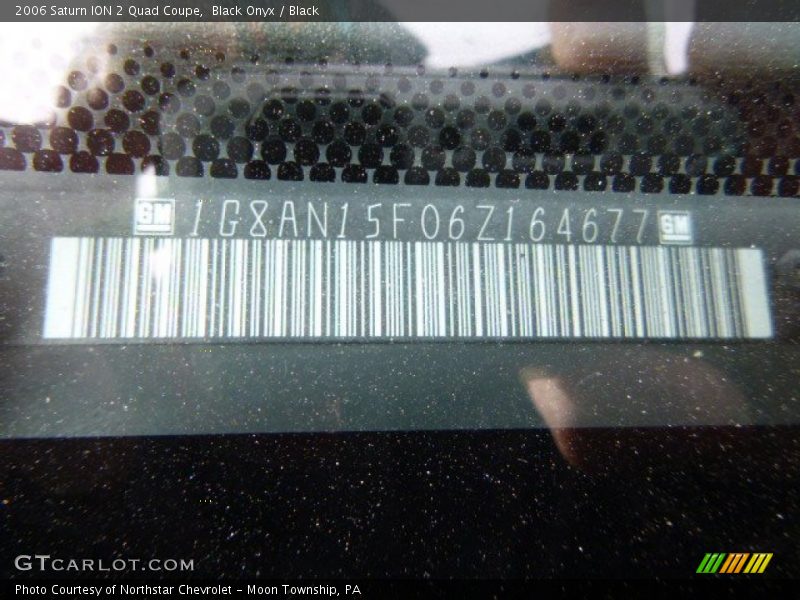 2006 Saturn ION 2 Quad Coupe,  Black Onyx / Black
GM 1G8AN15F06Z164677 GM
GTCARLOT.COM
Photo Courtesy of Northstar Chevrolet - Moon Township, PA